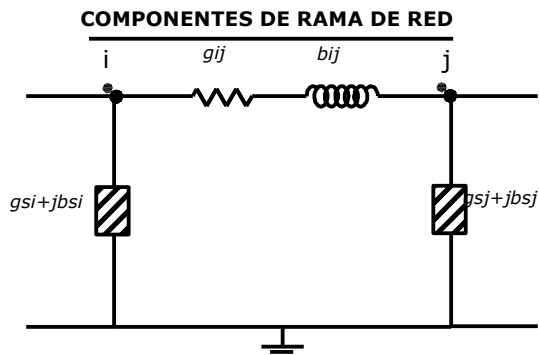 COMPONENTES DE RAMA DE RED
i gij bij j
gsi+jbsi gsj+jbsj